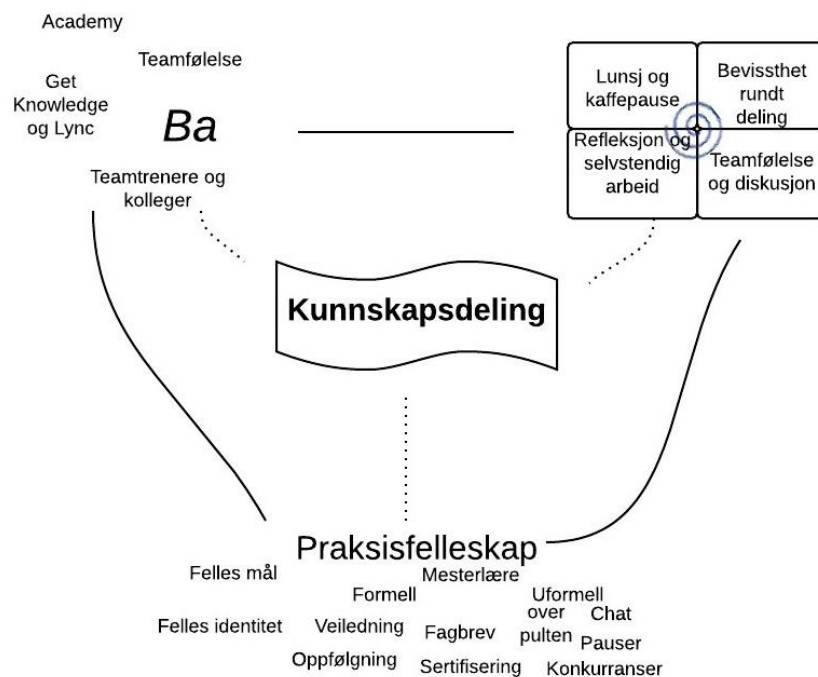 Academy
Teamfølelse
Get
Knowledge
og Lync
Ba
Teamtrenere og
kolleger
Lunsj og
kaffepause
Bevissthet
rundt
deling
Refleksjon og
selvstendig
arbeid
Teamfølelse
og diskusjon
Kunnskapsdeling
Praksisfelleskap
Felles mål
Mesterlære
Formell
Uformell
Felles identitet
Veiledning
Fagbrev
over
pulten
Chat
Pauser
Oppfølgning
Sertifisering
Konkurranser